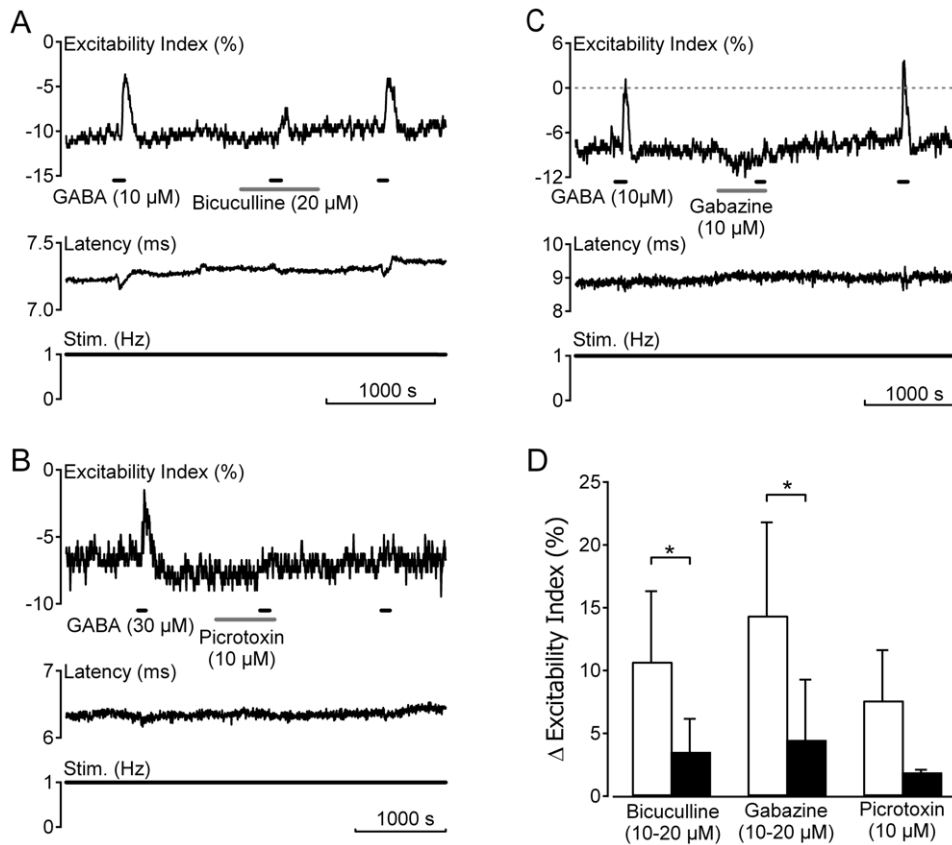 A
Excitability Index (%)
0
-5
-10
-15
GABA (10 µM)
Bicuculline (20 µM)
Latency (ms)
7.5
7.0
Stim. (Hz)
1
0
1000 s
B
Excitability Index (%)
0
-5
-10
GABA (30 µM)
Picrotoxin
(10 µM)
Latency (ms)
7
6
Stim. (Hz)
1
0
1000 s
C
Excitability Index (%)
6
0
-6
-12
GABA (10µM)
Gabazine
(10 µM)
Latency (ms)
10
9
8
Stim. (Hz)
1
0
1000 s
D
Δ Excitability Index (%)
25
20
15
10
5
0
*
*
Bicuculline
(10-20 µM)
Gabazine
(10-20 µM)
Picrotoxin
(10 µM)